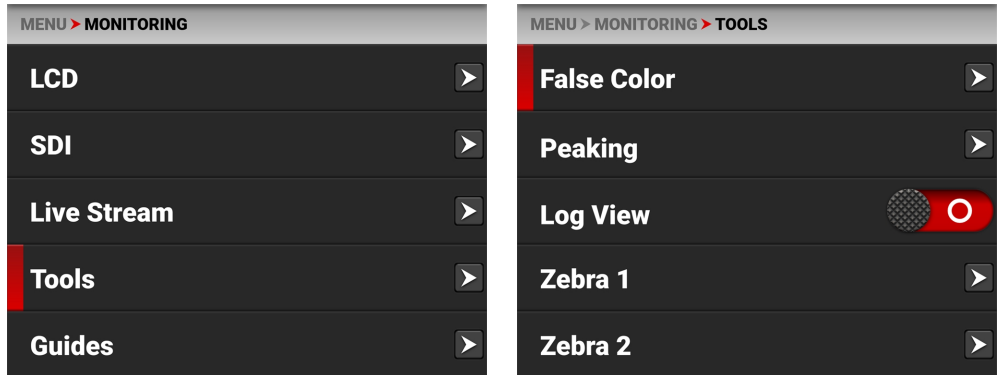 MENU > MONITORING
LCD
SDI
Live Stream
Tools
Guides
MENU > MONITORING > TOOLS
False Color
Peaking
Log View
Zebra 1
Zebra 2